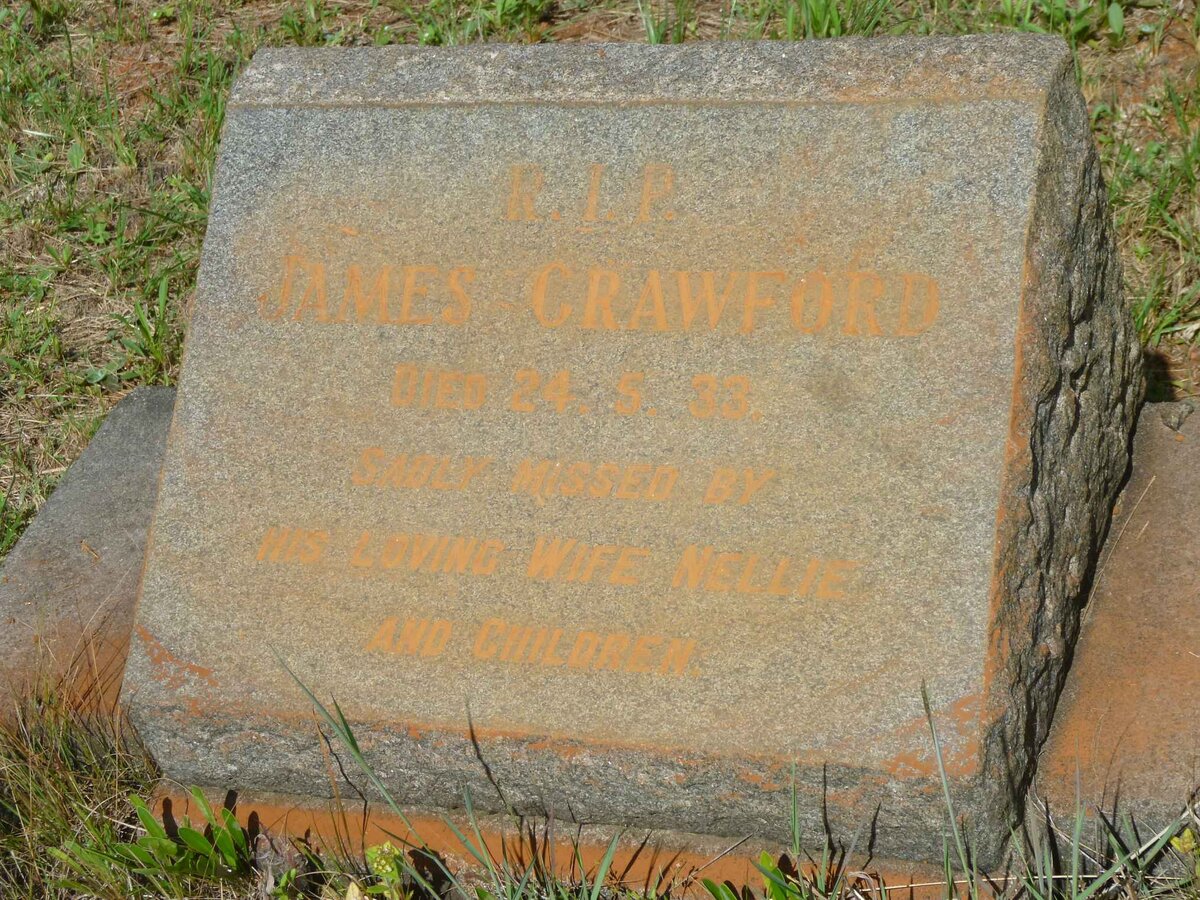 R.I.P.
JAMES CRAWFORD
DIED 24.5.33.
SADLY MISSED BY
HIS LOVING WIFE NELLIE
AND CHILDREN.